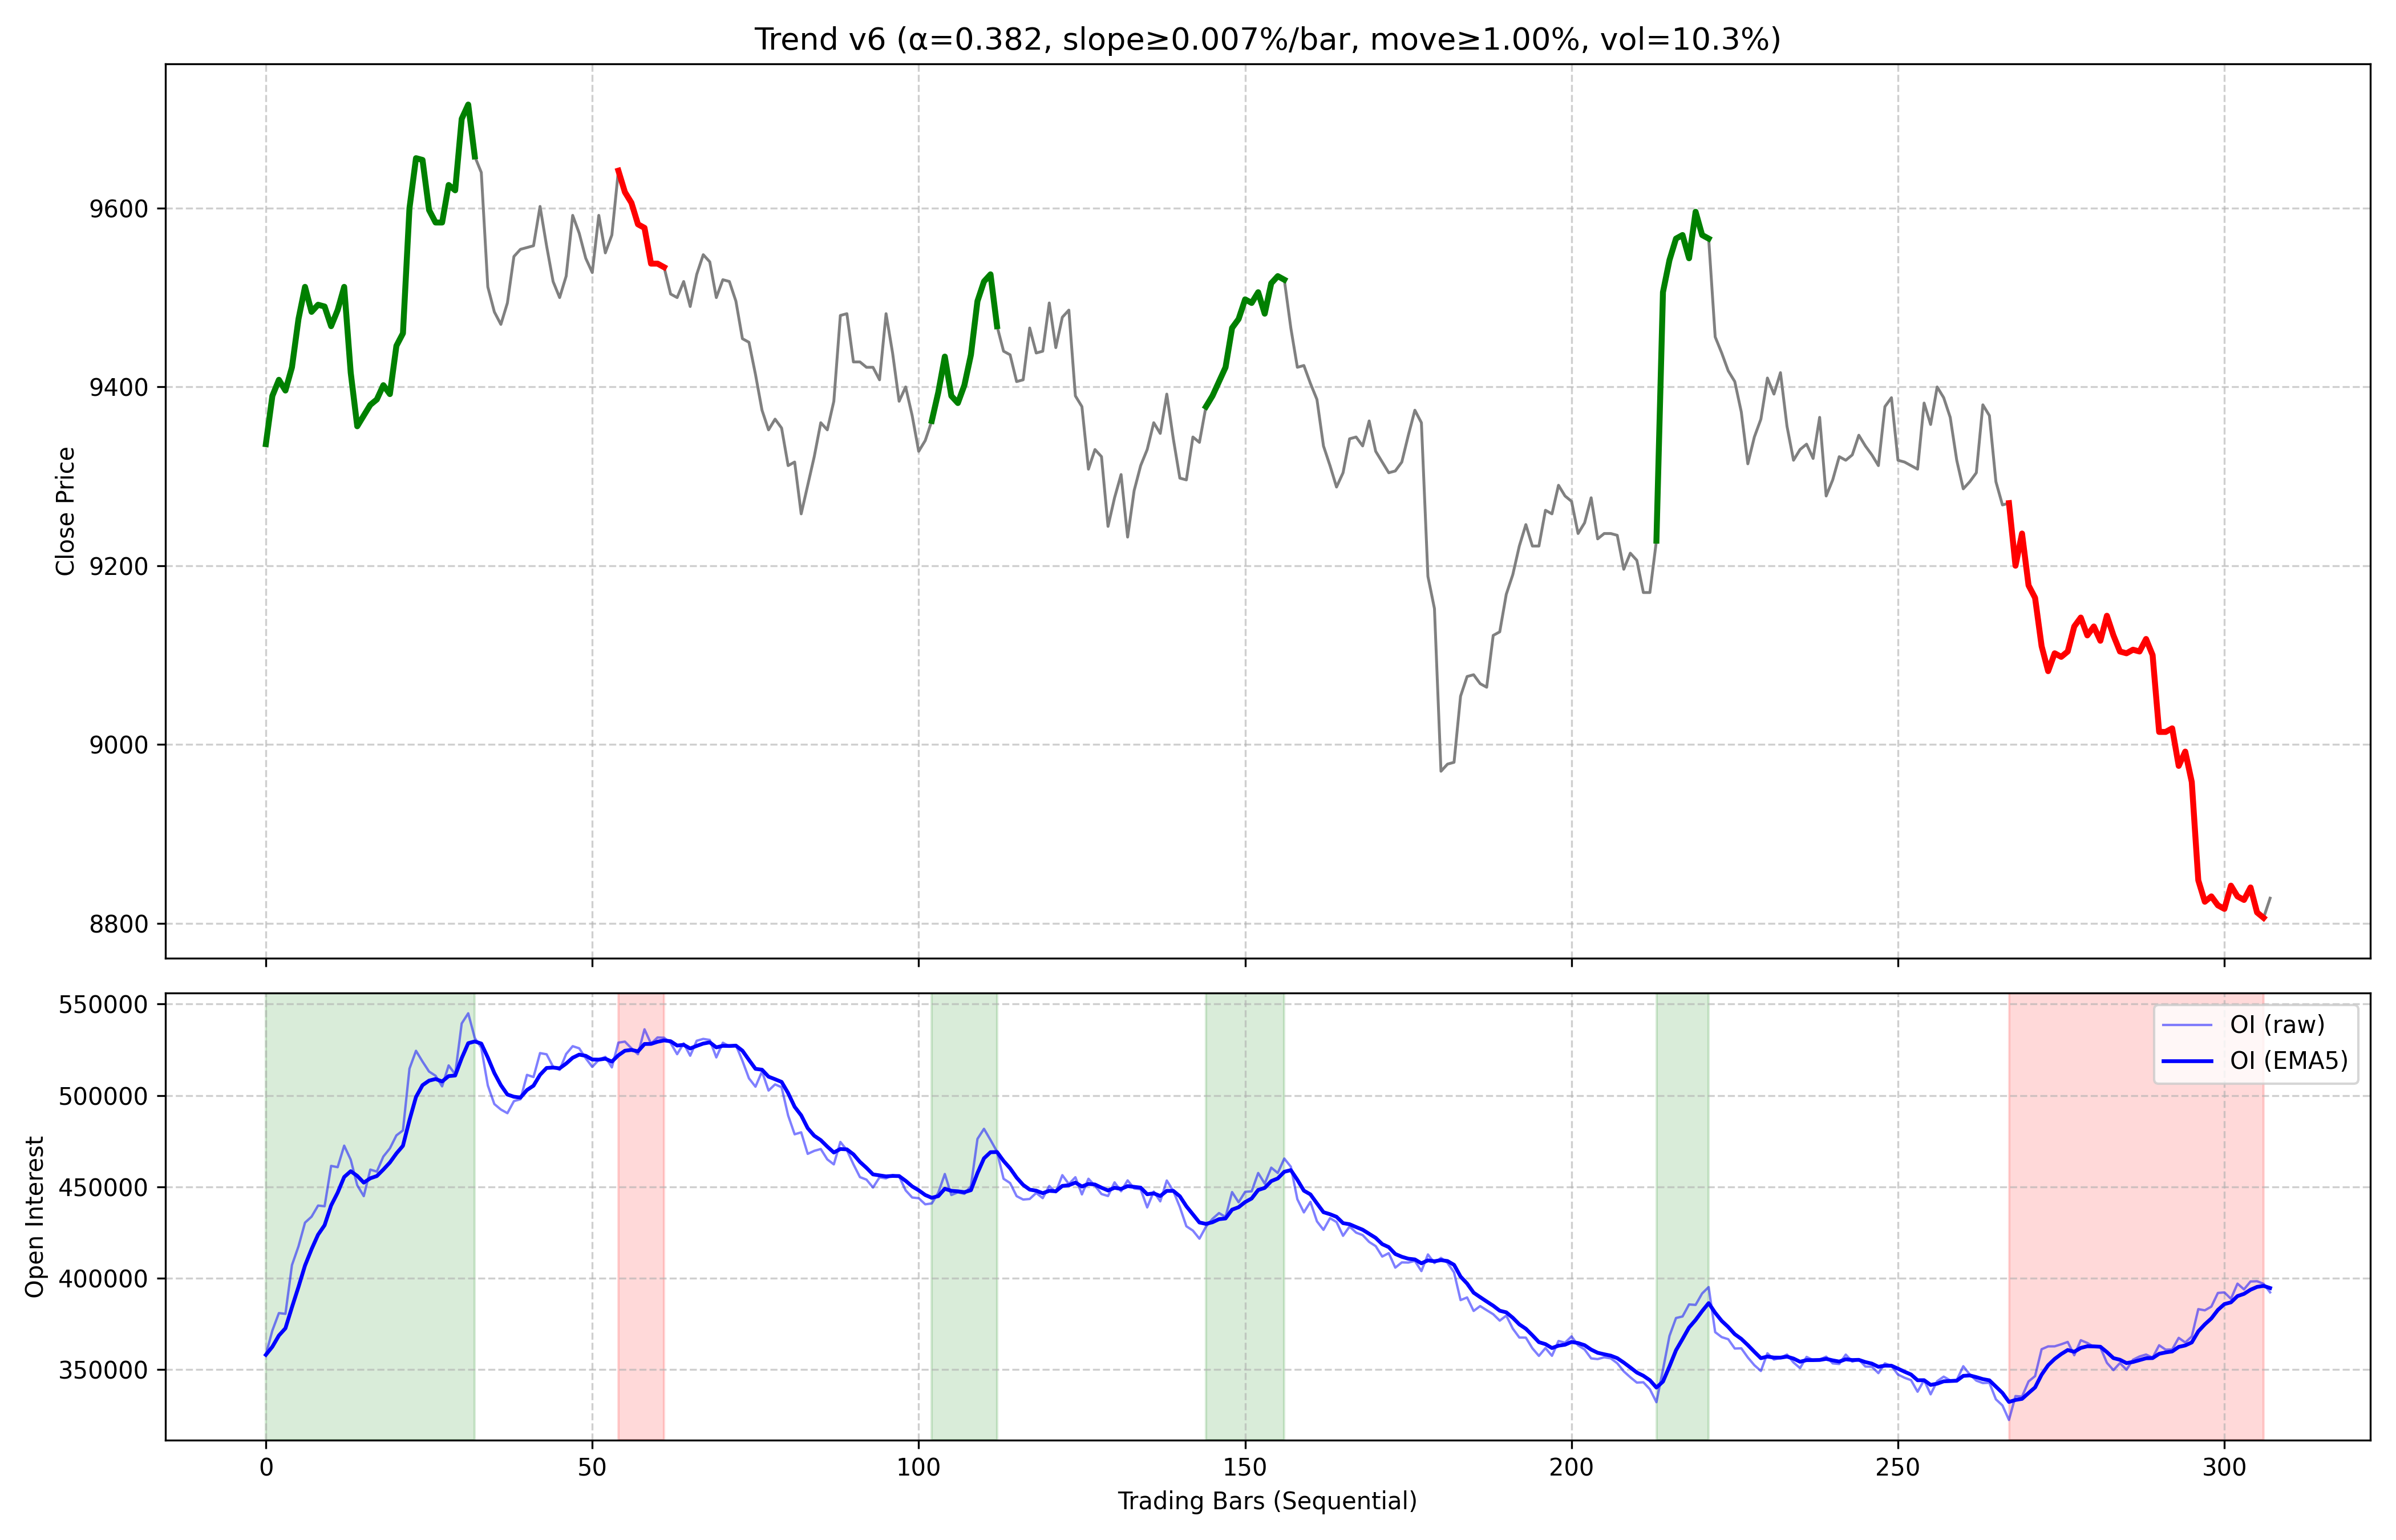 Trend v6 (α=0.382, slope≥0.007%/bar, move≥1.00%, vol=10.3%)
Close Price
9600
9400
9200
9000
8800
Open Interest
550000
500000
450000
400000
350000
OI (raw)
OI (EMA5)
0 50 100 150 200 250 300
Trading Bars (Sequential)